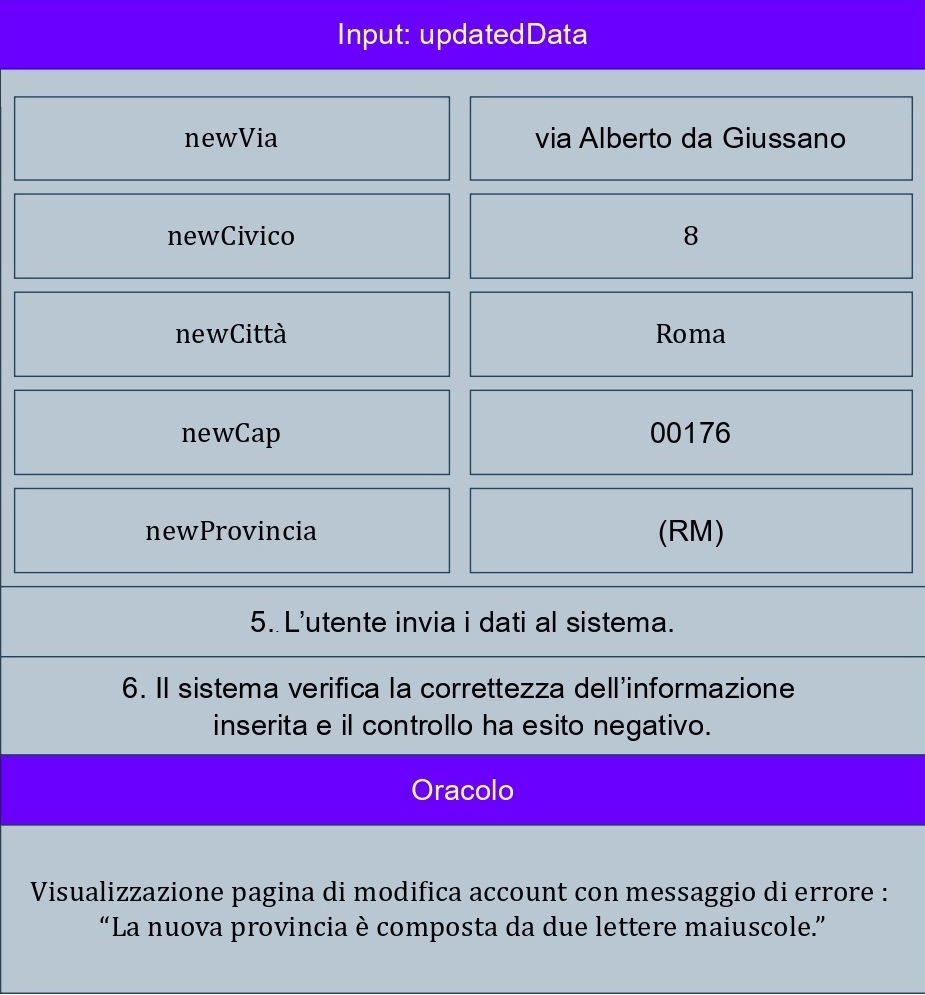 Input: updatedData
newVia
via Alberto da Giussano
newCivico
8
newCittà
Roma
newCap
00176
newProvincia
(RM)
5.. L’utente invia i dati al sistema.
6. Il sistema verifica la correttezza dell’informazione
inserita e il controllo ha esito negativo.
Oracolo
Visualizzazione pagina di modifica account con messaggio di errore :
“La nuova provincia è composta da due lettere maiuscole.”